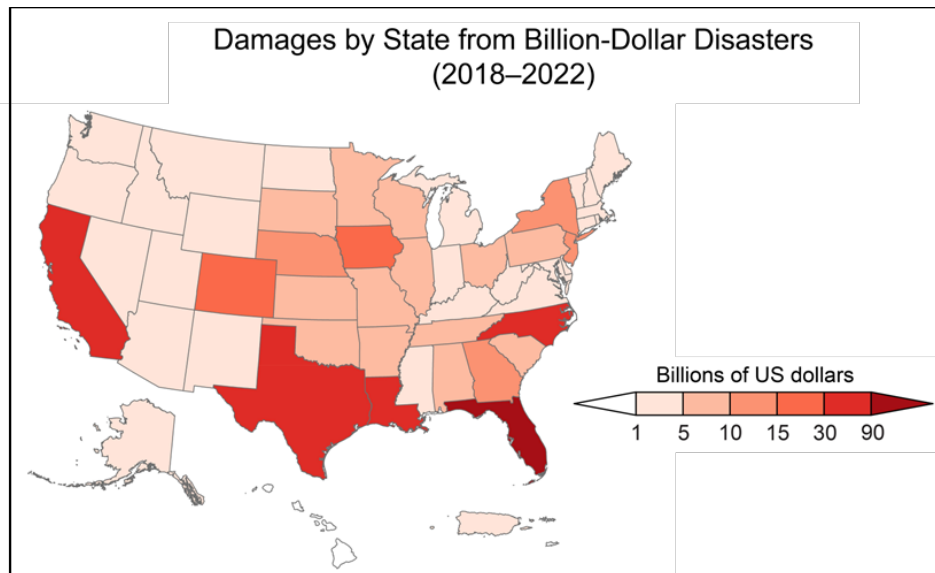 Damages by State from Billion-Dollar Disasters
(2018–2022)
Billions of US dollars
1 5 10 15 30 90